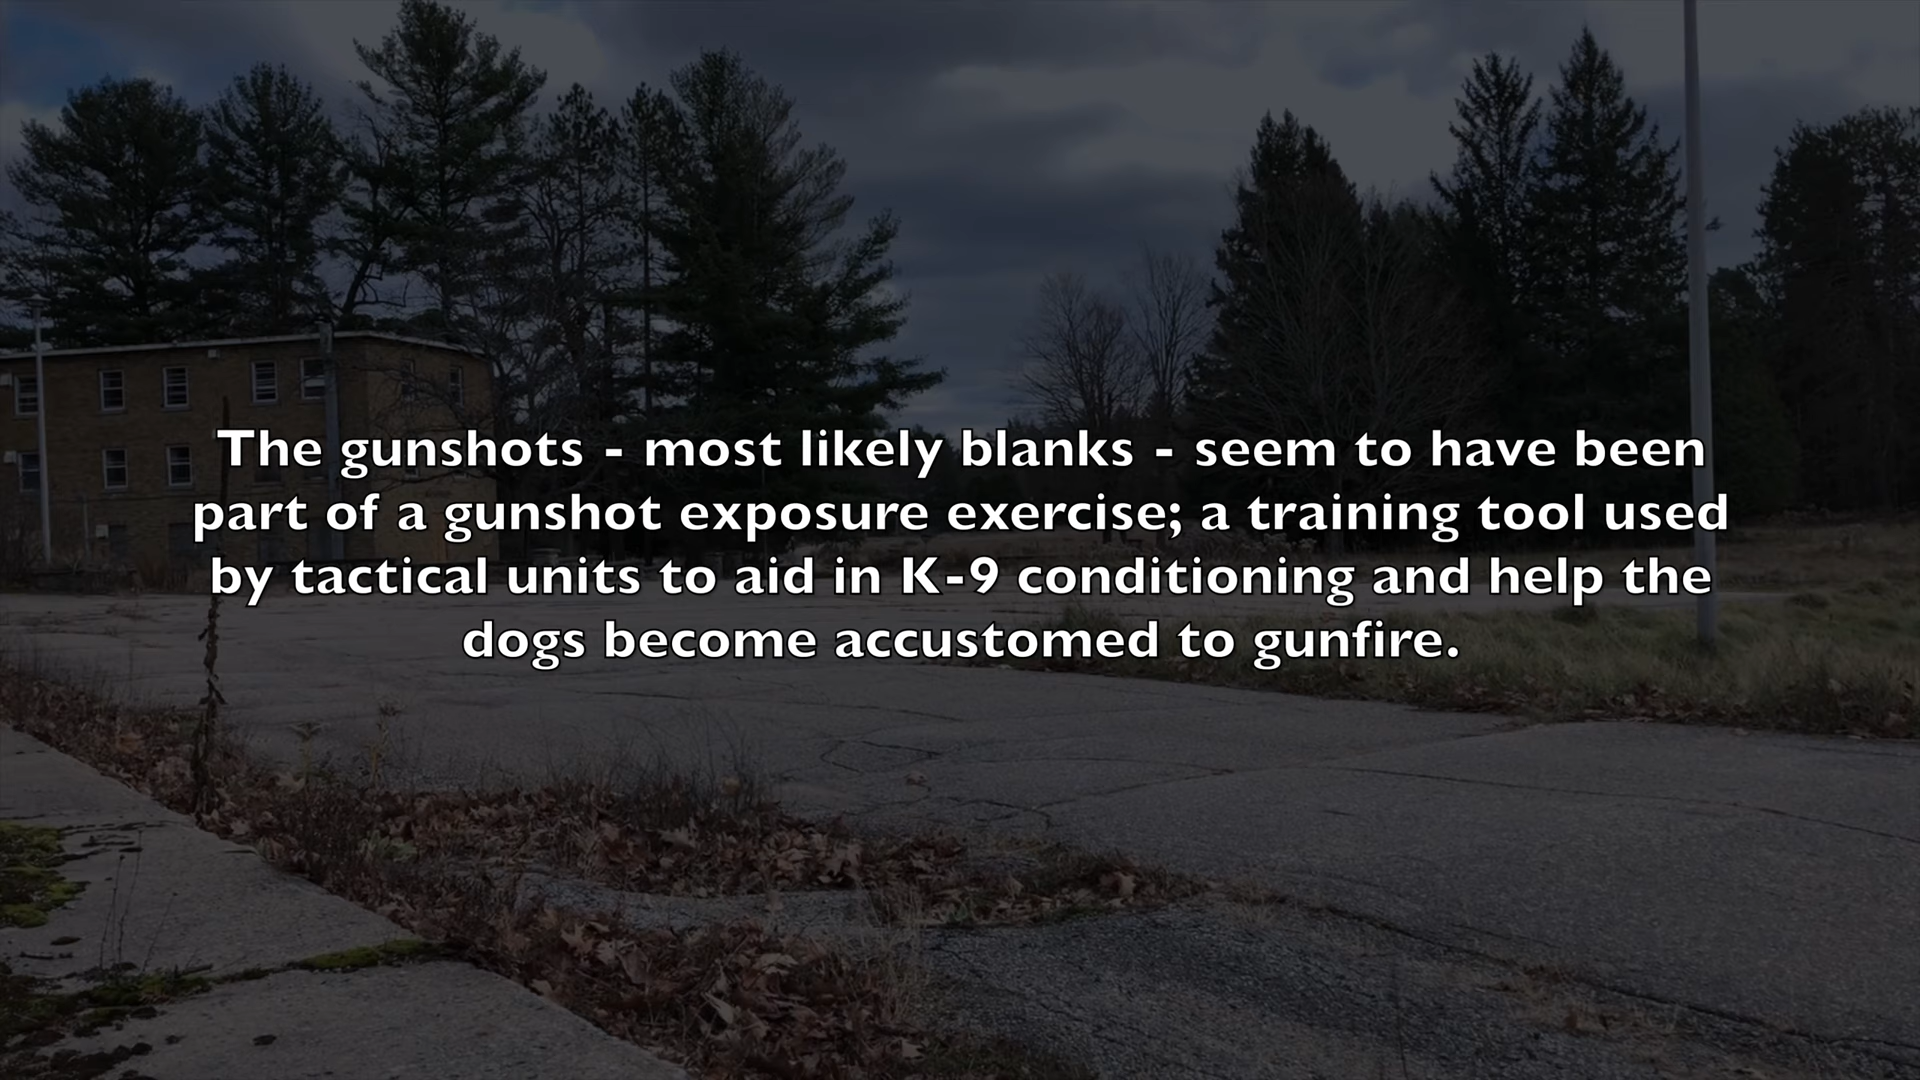 The gunshots - most likely blanks - seem to have been
part of a gunshot exposure exercise; a training tool used
by tactical units to aid in K-9 conditioning and help the
dogs become accustomed to gunfire.